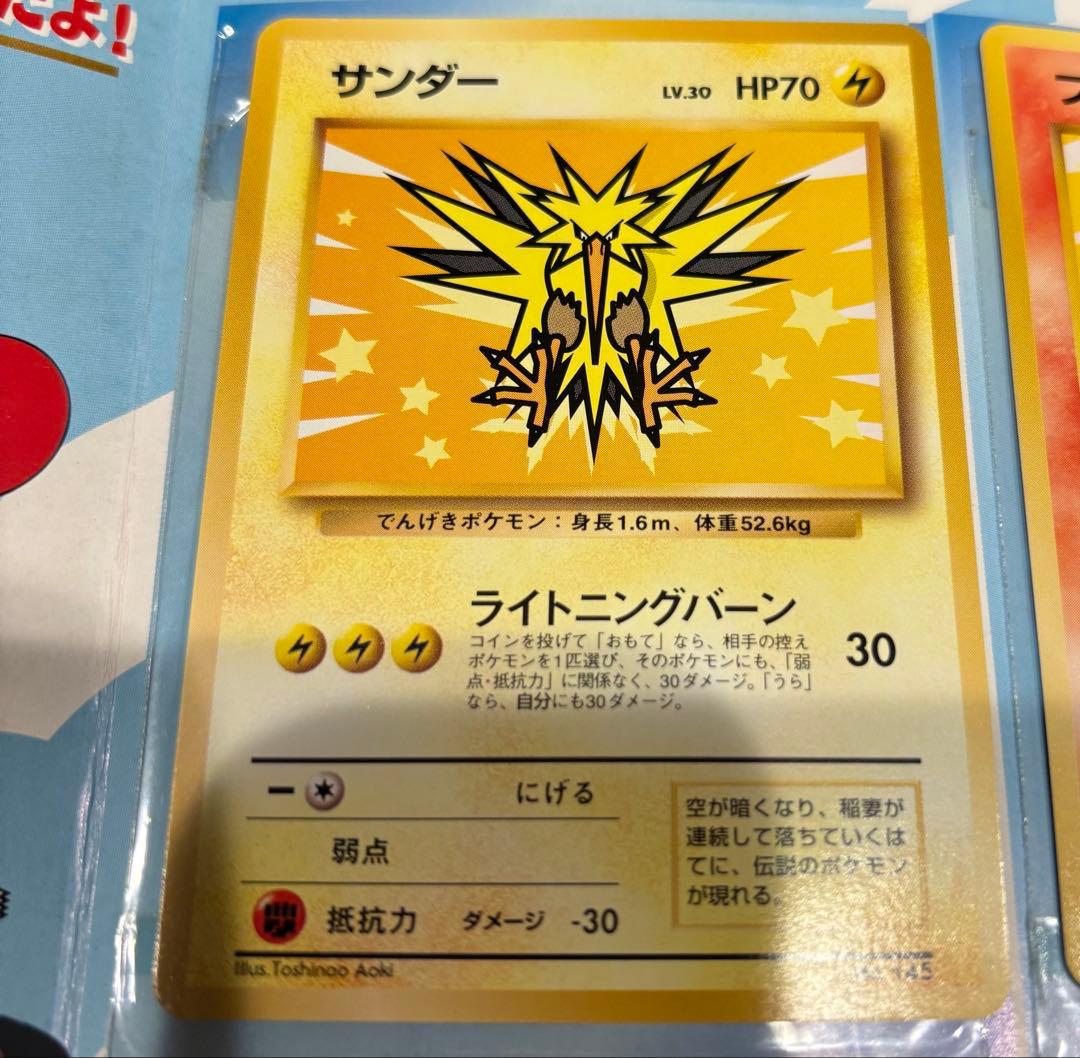 だよ!
サンダー
LV.30 HP70
でんげきポケモン：身長1.6m、体重52.6kg
ライトニングバーン
コインを投げて「おもて」なら、相手の控え
ポケモンを1匹選び、そのポケモンにも、「弱
点・抵抗力」に関係なく、30ダメージ。「うら」
なら、自分にも30ダメージ。
30
にげる
弱点
抵抗力 ダメージ -30
空が暗くなり、稲妻が
連続して落ちていくは
てに、伝説のポケモン
が現れる。
Illus.Toshinao Aoki
145